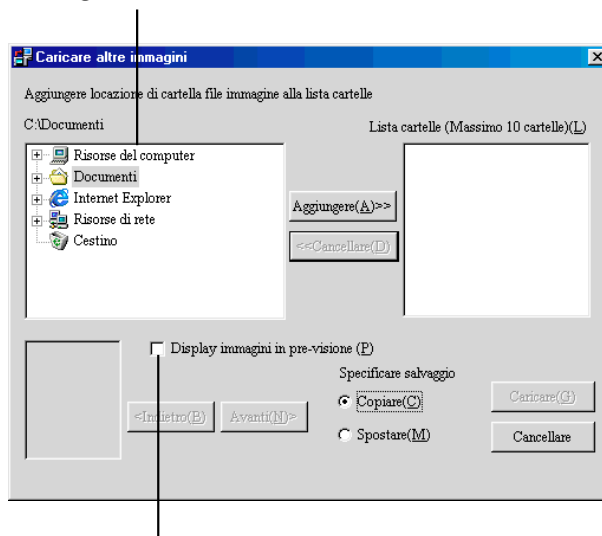 Caricare altre immagini
Aggiungere locazione di cartella file immagine alla lista cartelle
C:\Documenti
Lista cartelle (Massimo 10 cartelle)(L)
Risorse del computer
Documenti
Internet Explorer
Risorse di rete
Cestino
Aggiungere(A)>>
<<Cancellare(D)
Display immagini in pre-visione (P)
Specificare salvaggio
<Indietro(B)
Avanti(N)>
Copiare(C)
Spostare(M)
Caricare(G)
Cancellare